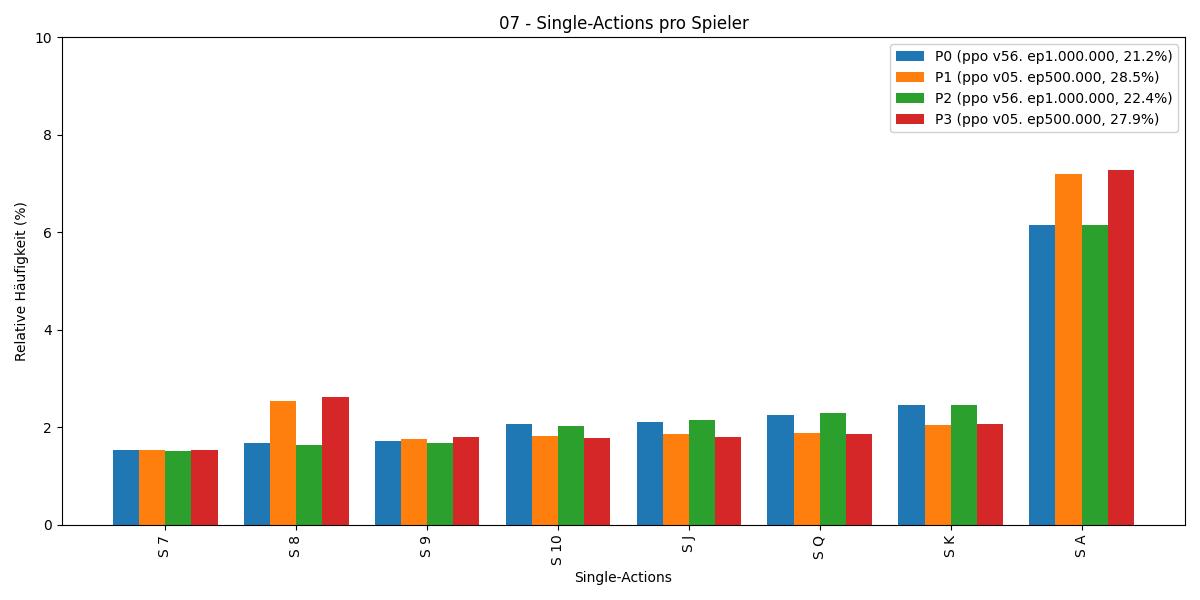 07 - Single-Actions pro Spieler
10
8
6
4
2
0
Relative Häufigkeit (%)
P0 (ppo v56. ep1.000.000, 21.2%)
P1 (ppo v05. ep500.000, 28.5%)
P2 (ppo v56. ep1.000.000, 22.4%)
P3 (ppo v05. ep500.000, 27.9%)
S 7
S 8
S 9
S 10
S J
S Q
S K
S A
Single-Actions